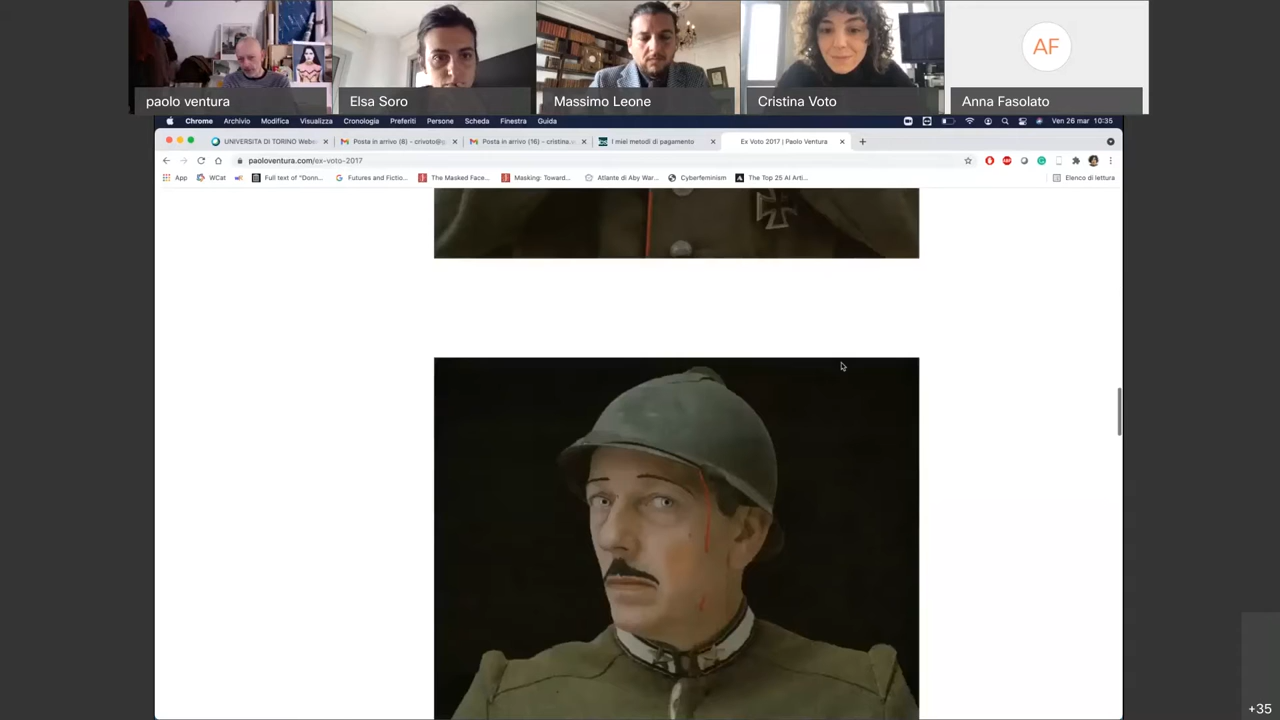 paolo ventura
Elsa Soro
Massimo Leone
Cristina Voto
AF
Anna Fasolato
Chrome Archivio Modifica Visualizza Cronologia Preferiti Persone Scheda Finestra Guida
Ven 26 mar 10:35
UNIVERSITA DI TORINO Webe
Posta in arrivo (8) - crivoto@g
Posta in arrivo (16) - cristina.v
I miei metodi di pagamento
Ex Voto 2017 | Paolo Ventura
paoloventura.com/ex-voto-2017
App
WCat
Full text of "Donn...
Futures and Fictio...
The Masked Face...
Masking: Toward...
Atlante di Aby War...
Cyberfeminism
The Top 25 AI Arti...
Elenco di lettura
+35